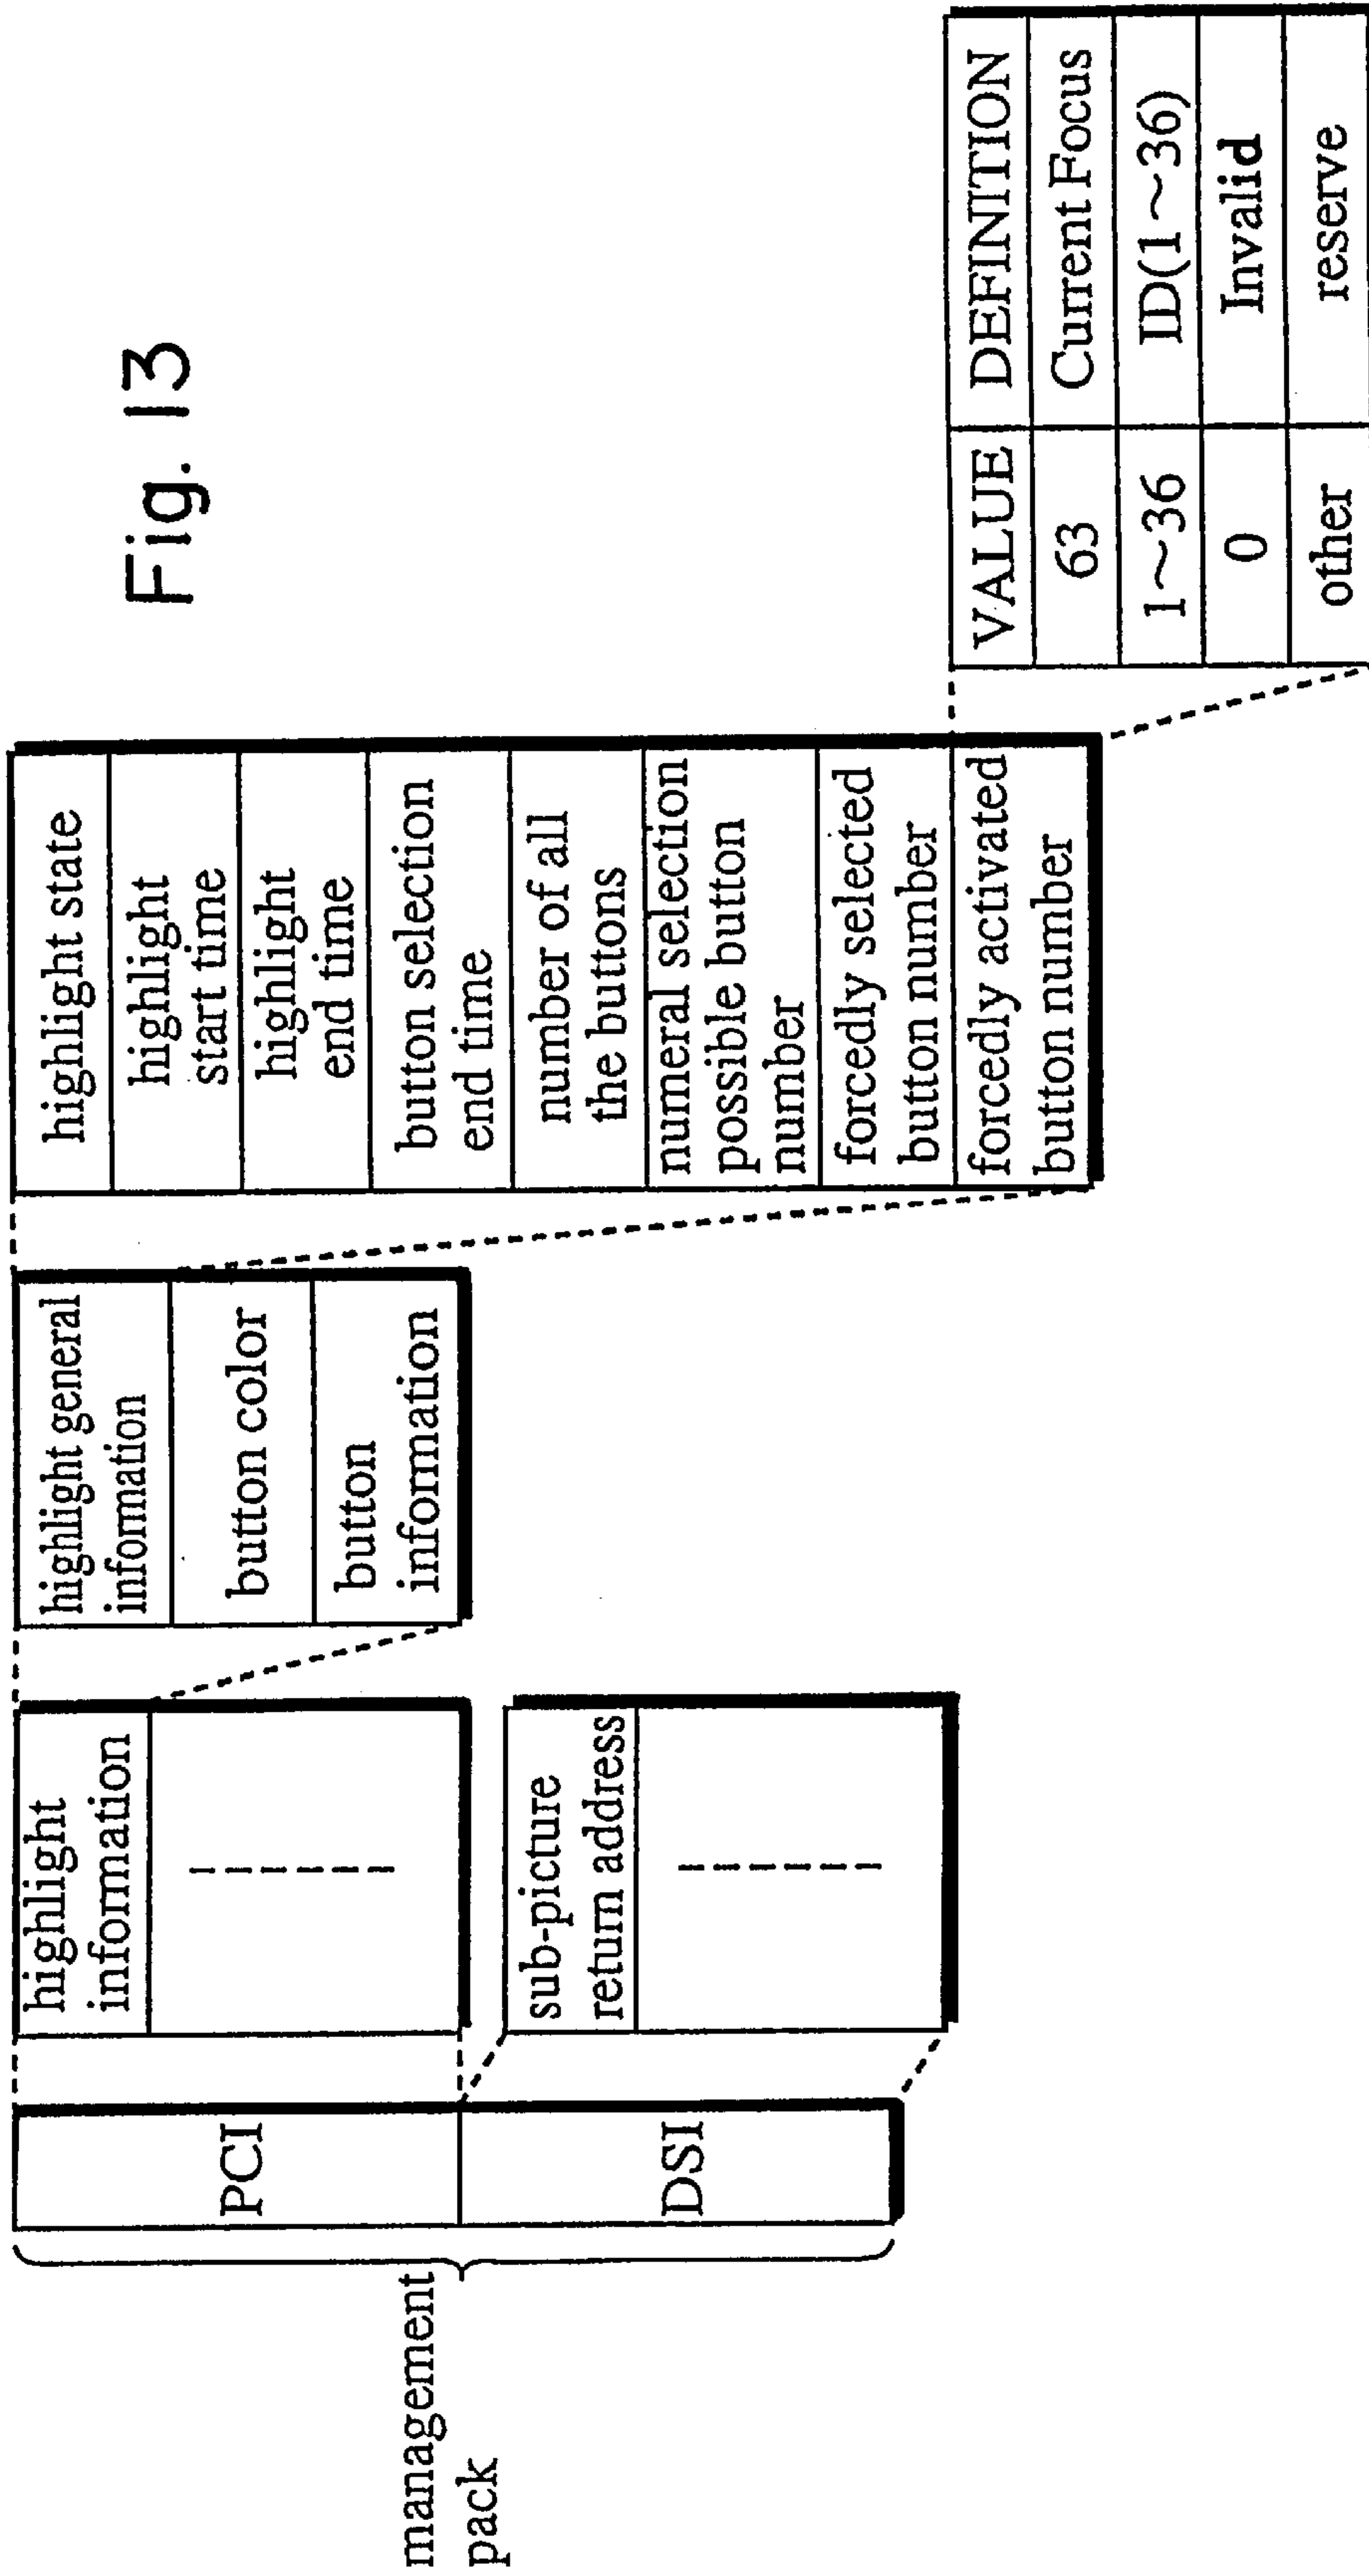 Fig. 13
management
pack
PCI
DSI
highlight
information
sub-picture
return address
highlight general
information
button color
button
information
highlight state
highlight
start time
highlight
end time
button selection
end time
number of all
the buttons
numeral selection
possible button
number
forcedly selected
button number
forcedly activated
button number
VALUE DEFINITION
63 Current Focus
1～36 ID(1～36)
0 Invalid
other reserve